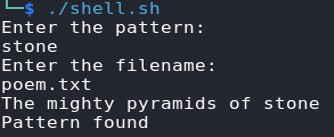 └─$ ./shell.sh
Enter the pattern:
stone
Enter the filename:
poem.txt
The mighty pyramids of stone
Pattern found